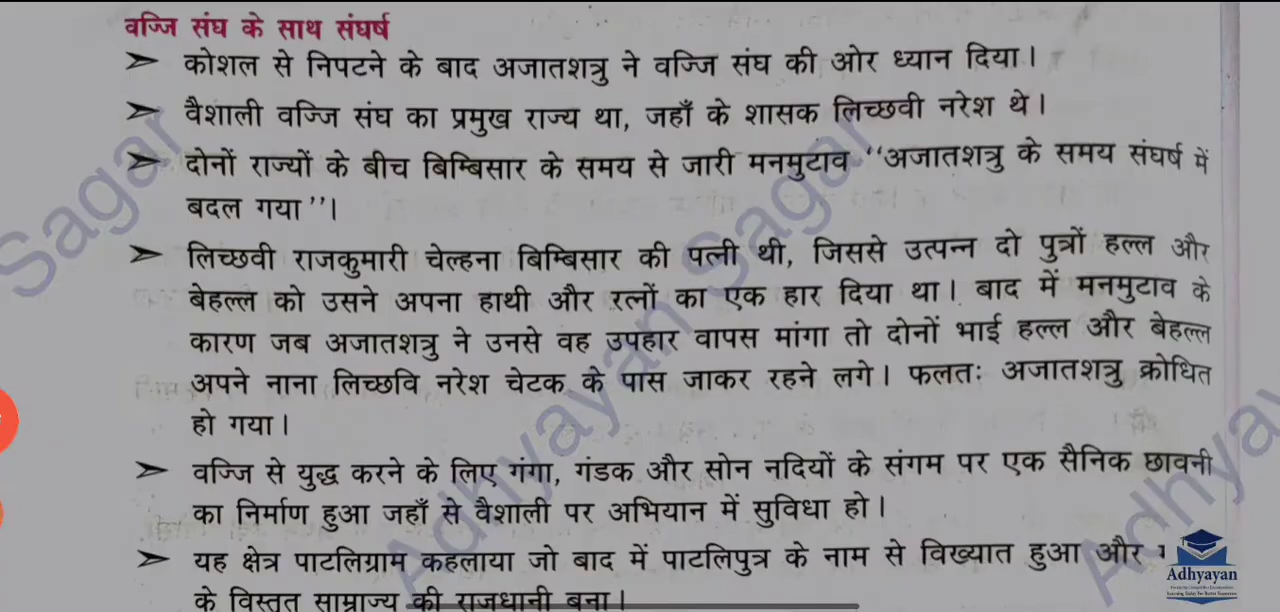 वज्जि संघ के साथ संघर्ष
➢ कोशल से निपटने के बाद अजातशत्रु ने वज्जि संघ की ओर ध्यान दिया।
➢ वैशाली वज्जि संघ का प्रमुख राज्य था, जहाँ के शासक लिच्छवी नरेश थे।
➢ दोनों राज्यों के बीच बिम्बिसार के समय से जारी मनमुटाव ‘‘अजातशत्रु के समय संघर्ष में
बदल गया’’।
➢ लिच्छवी राजकुमारी चेल्हना बिम्बिसार की पत्नी थी, जिससे उत्पन्न दो पुत्रों हल्ल और
बेहल्ल को उसने अपना हाथी और रत्नों का एक हार दिया था। बाद में मनमुटाव के
कारण जब अजातशत्रु ने उनसे वह उपहार वापस मांगा तो दोनों भाई हल्ल और बेहल्ल
अपने नाना लिच्छवि नरेश चेटक के पास जाकर रहने लगे। फलतः अजातशत्रु क्रोधित
हो गया।
➢ वज्जि से युद्ध करने के लिए गंगा, गंडक और सोन नदियों के संगम पर एक सैनिक छावनी
का निर्माण हुआ जहाँ से वैशाली पर अभियान में सुविधा हो।
➢ यह क्षेत्र पाटलिग्राम कहलाया जो बाद में पाटलिपुत्र के नाम से विख्यात हुआ और
के विस्तृत साम्राज्य की राजधानी बना।
Sagar
Adhyayan Sagar
Adhya
Adhyayan